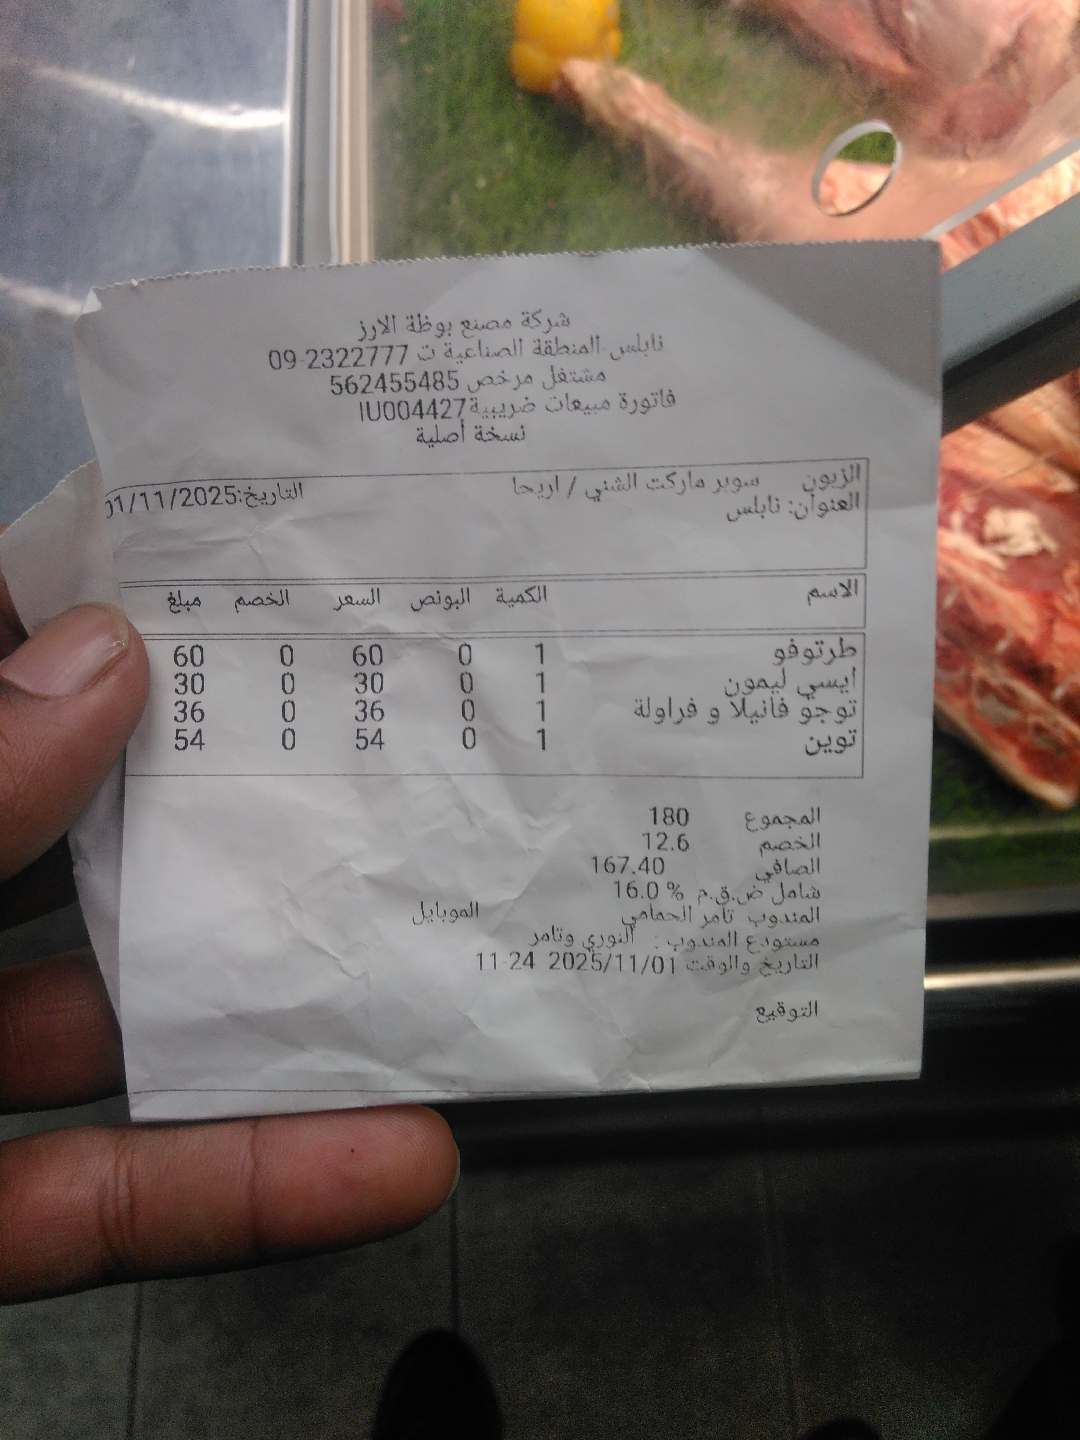 شركة مصنع بوظة الارز
نابلس-المنطقة الصناعية ت 09-2322777
مشتغل مرخص 562455485
فاتورة مبيعات ضريبية IU004427
نسخة أصلية
الزبون سوبر ماركت الشني / اريحا التاريخ:01/11/2025
العنوان: نابلس
الاسم الكمية البونص السعر الخصم مبلغ
طرتوفو 1 0 60 0 60
ايسي ليمون 1 0 30 0 30
توجو فانيلا و فراولة 1 0 36 0 36
توين 1 0 54 0 54
المجموع 180
الخصم 12.6
الصافي 167.40
شامل ض.ق.م % 16.0
المندوب تامر الحمامي الموبايل
مستودع المندوب : النوري وتامر
التاريخ والوقت 2025/11/01 11-24
التوقيع